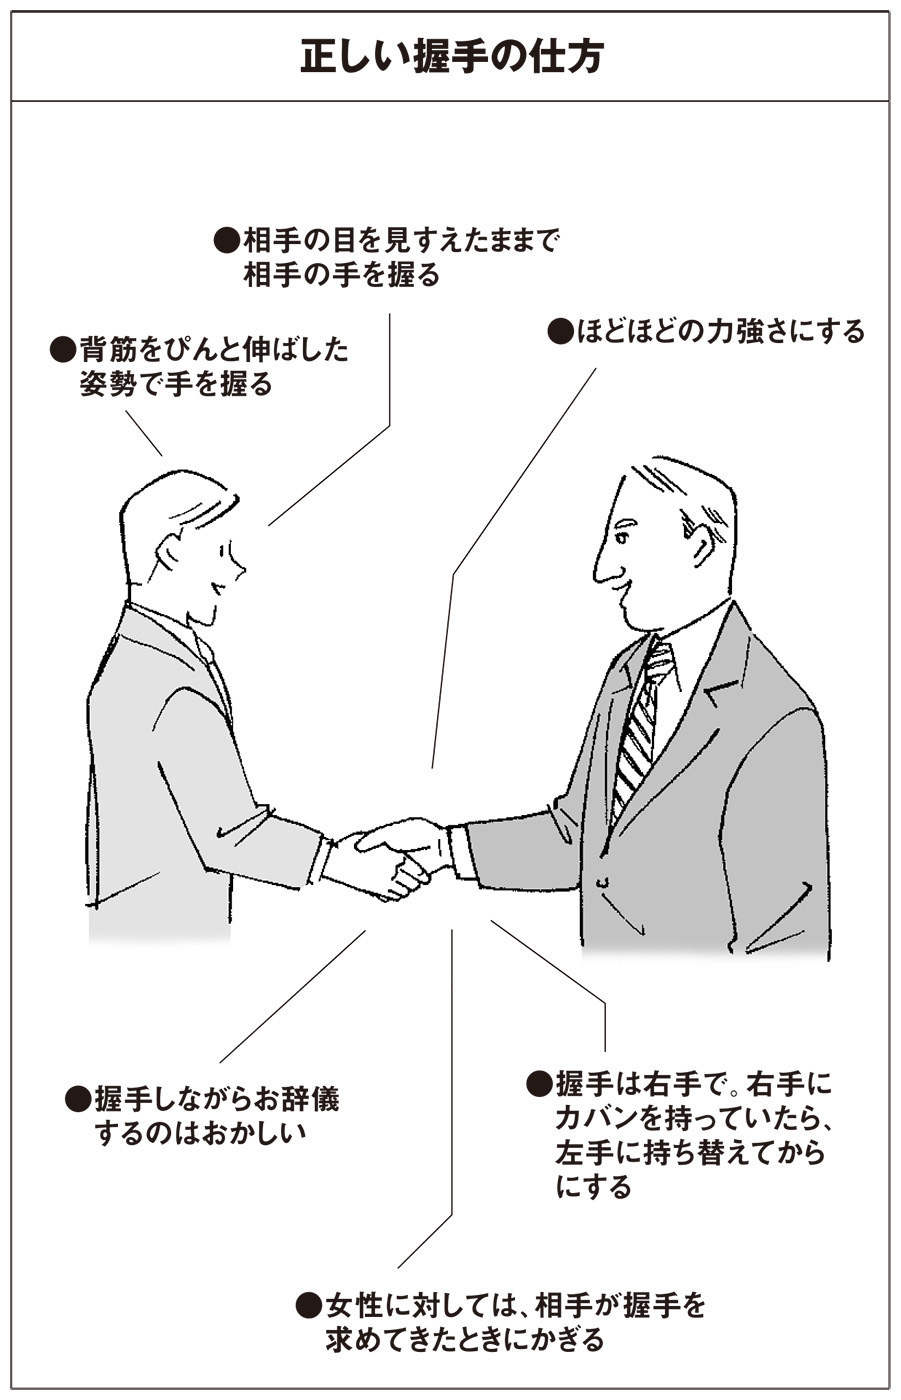 正しい握手の仕方
●相手の目を見すえたままで
相手の手を握る
●ほどほどの力強さにする
●背筋をぴんと伸ばした
姿勢で手を握る
●握手しながらお辞儀
するのはおかしい
●握手は右手で。右手に
カバンを持っていたら、
左手に持ち替えてから
にする
●女性に対しては、相手が握手を
求めてきたときにかぎる